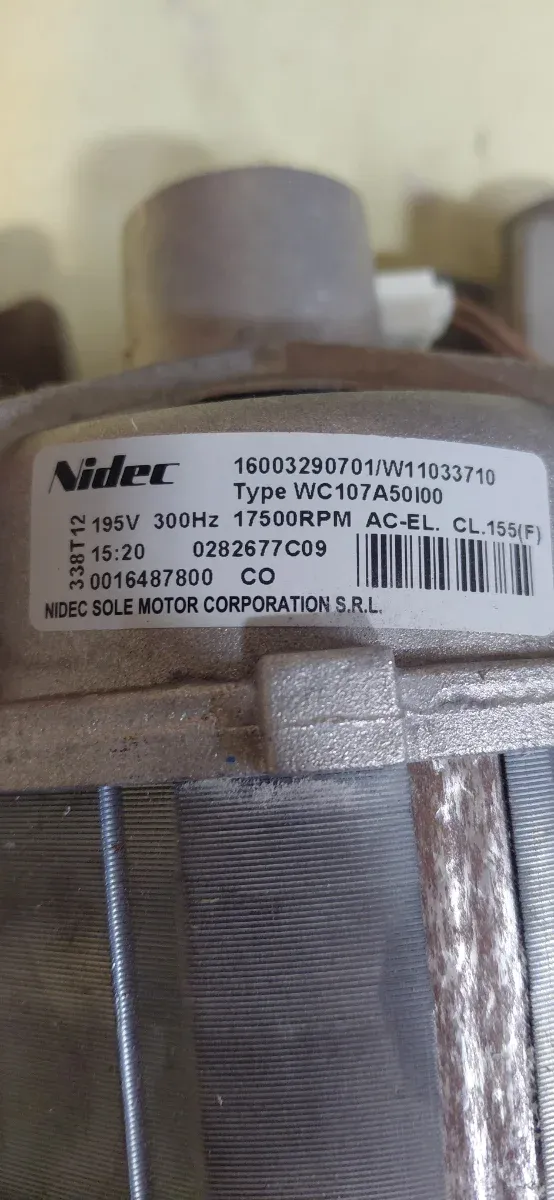 Nidec 16003290701/W11033710
Type WC107A50I00
338T12
195V 300Hz 17500RPM AC-EL. CL.155(F)
15:20 0282677C09
0016487800 CO
NIDEC SOLE MOTOR CORPORATION S.R.L.